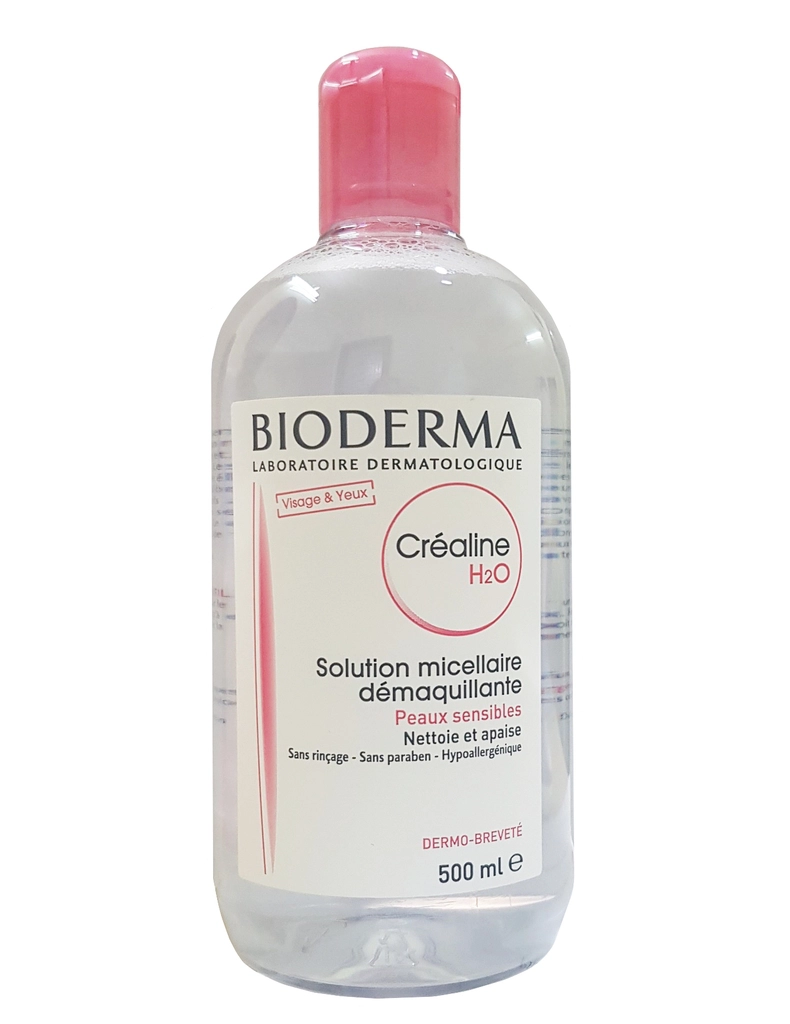 BIODERMA
LABORATOIRE DERMATOLOGIQUE
Visage & Yeux
Créaline
H2O
Solution micellaire
démaquillante
Peaux sensibles
Nettoie et apaise
Sans rinçage - Sans paraben - Hypoallergénique
DERMO-BREVETÉ
500 ml e